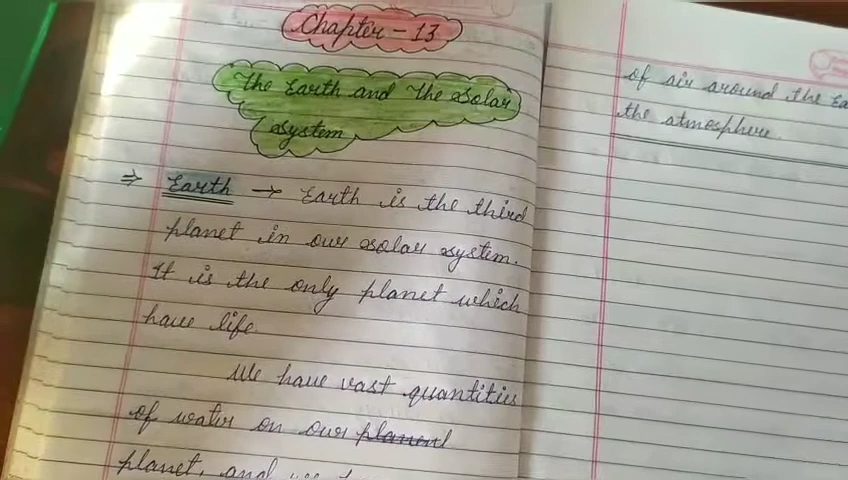 Chapter - 13
The Earth and The Solar
System
⇒ Earth → Earth is the third
planet in our solar system.
It is the only planet which
have life.
We have vast quantities
of water on our planend
planet, and
of air around the
the atmosphere.